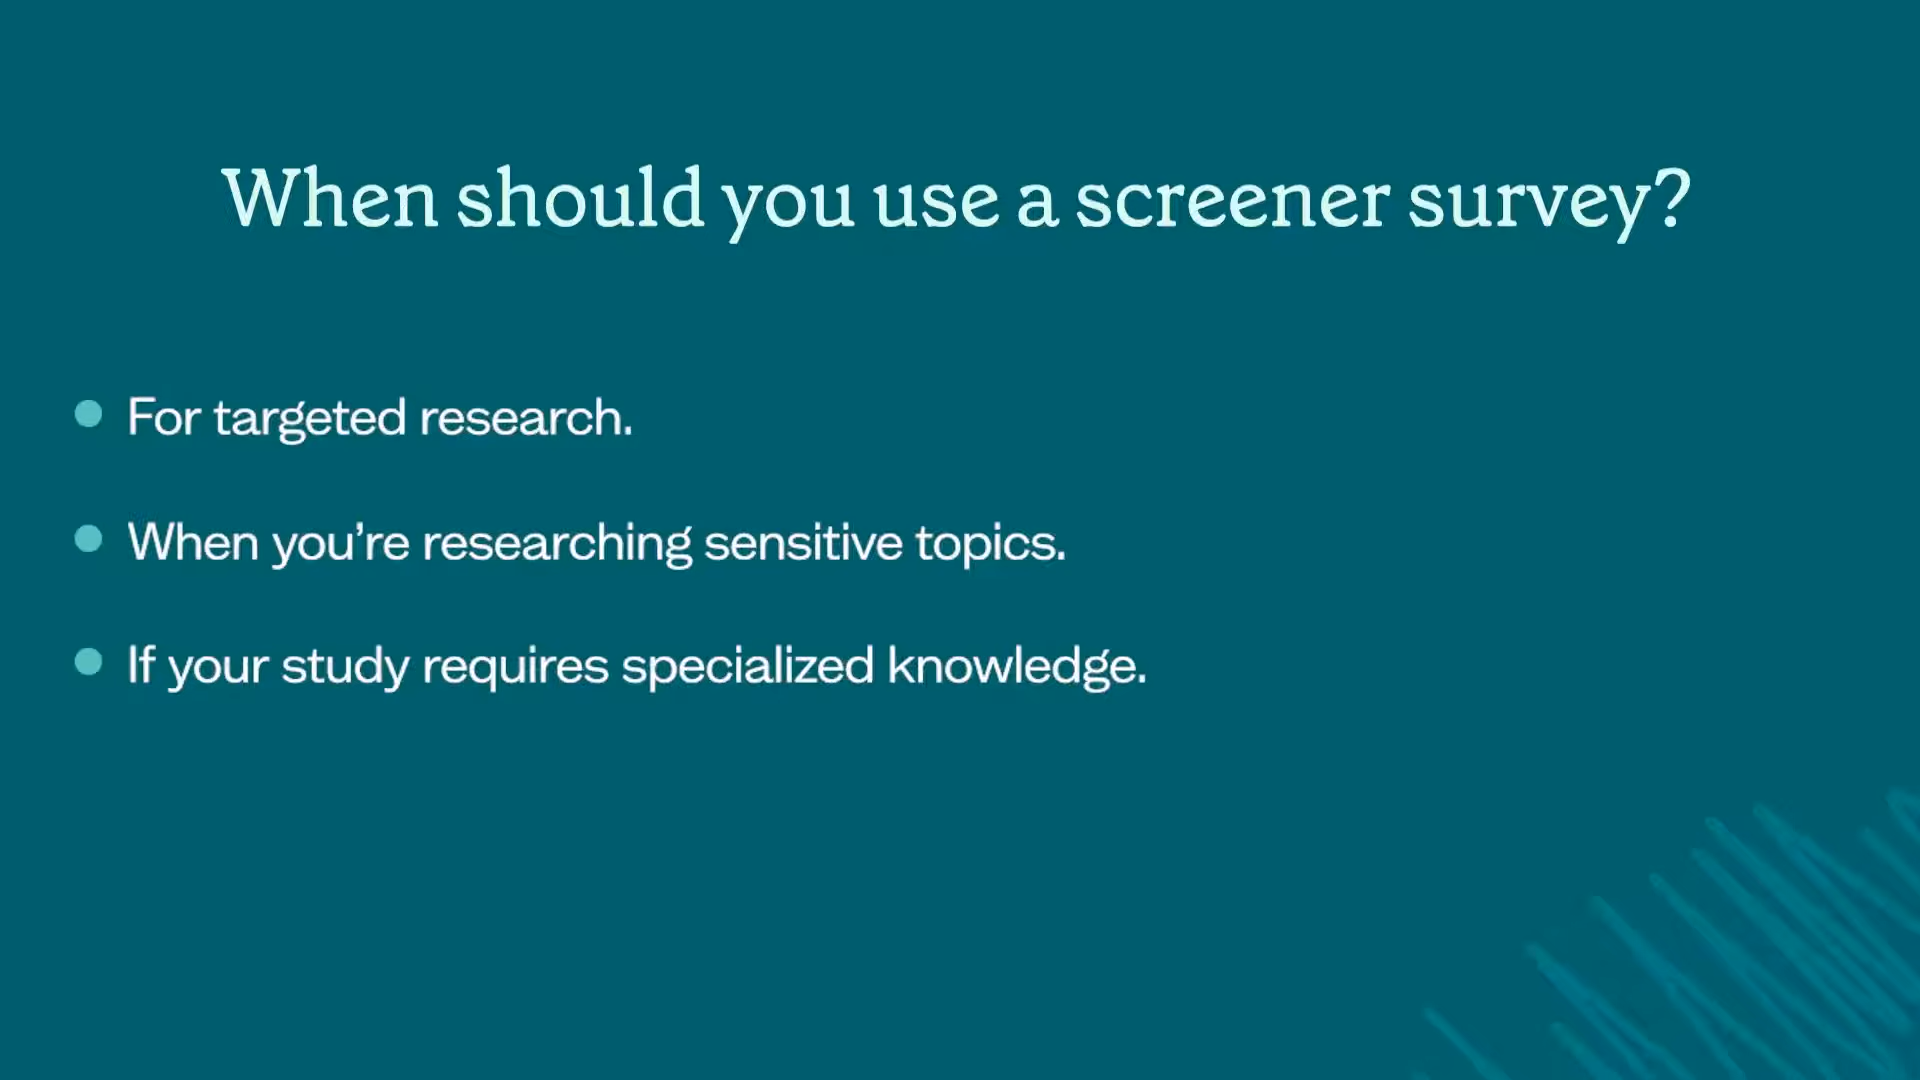 When should you use a screener survey?
For targeted research.
When you’re researching sensitive topics.
If your study requires specialized knowledge.